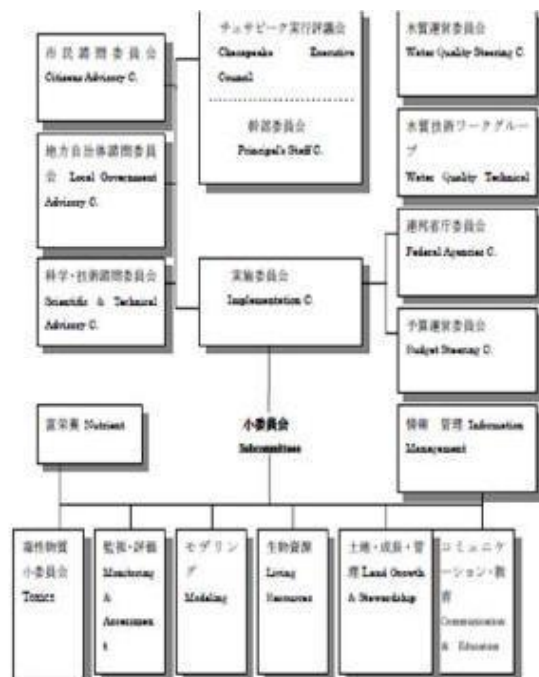 市民諮問委員会
Citizens Advisory C.
地方自治体諮問委員
会 Local Government
Advisory C.
科学・技術諮問委員会
Scientific & Technical
Advisory C.
チェサピーク実行評議会
Chesapeake Executive
Council
幹部委員会
Principal's Staff C.
実施委員会
Implementation C.
水質運営委員会
Water Quality Steering C.
水質技術ワークグルー
プ
Water Quality Technical
連邦省庁委員会
Federal Agencies C.
予算運営委員会
Budget Steering C.
富栄養 Nutrient
小委員会
Subcommittees
情報 管理 Information
Management
毒性物質
小委員会
Toxics
監視・評価
Monitoring
&
Assessmen
t
モデリン
グ
Modeling
生物資源
Living
Resources
土地・成長・管
理 Land Growth
& Stewardship
コミュニケ
ーション・教
育
Communication
& Education